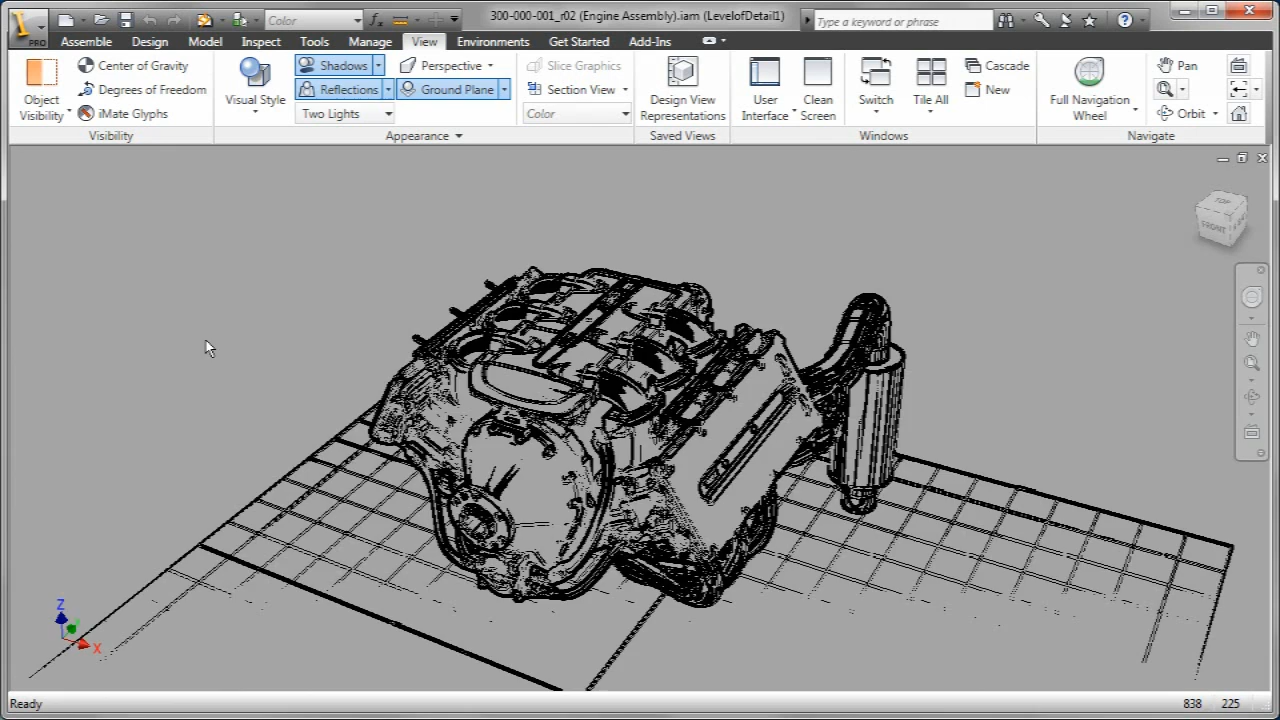 PRO
Color
fx
300-000-001_r02 (Engine Assembly).iam (LevelofDetail1)
Type a keyword or phrase
Assemble Design Model Inspect Tools Manage View Environments Get Started Add-Ins
Object Visibility
Center of Gravity
Degrees of Freedom
iMate Glyphs
Visibility
Visual Style
Shadows
Reflections
Two Lights
Perspective
Ground Plane
Appearance
Slice Graphics
Section View
Color
Design View Representations
Saved Views
User Interface
Clean Screen
Switch
Tile All
Cascade
New
Windows
Full Navigation Wheel
Pan
Orbit
Navigate
TOP
FRONT
Z
X
Ready
838 225